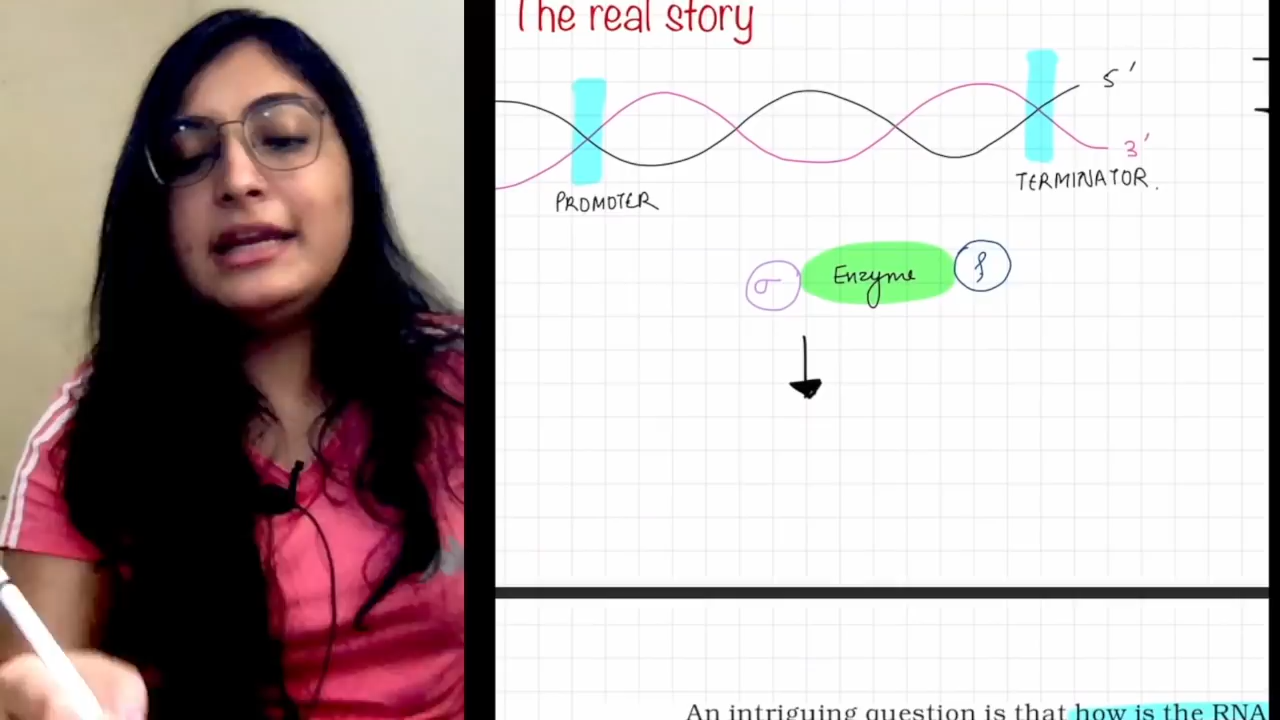 The real story
5'
3'
PROMOTER
TERMINATOR.
σ Enzyme ρ
An intriguing question is that how is the RNA